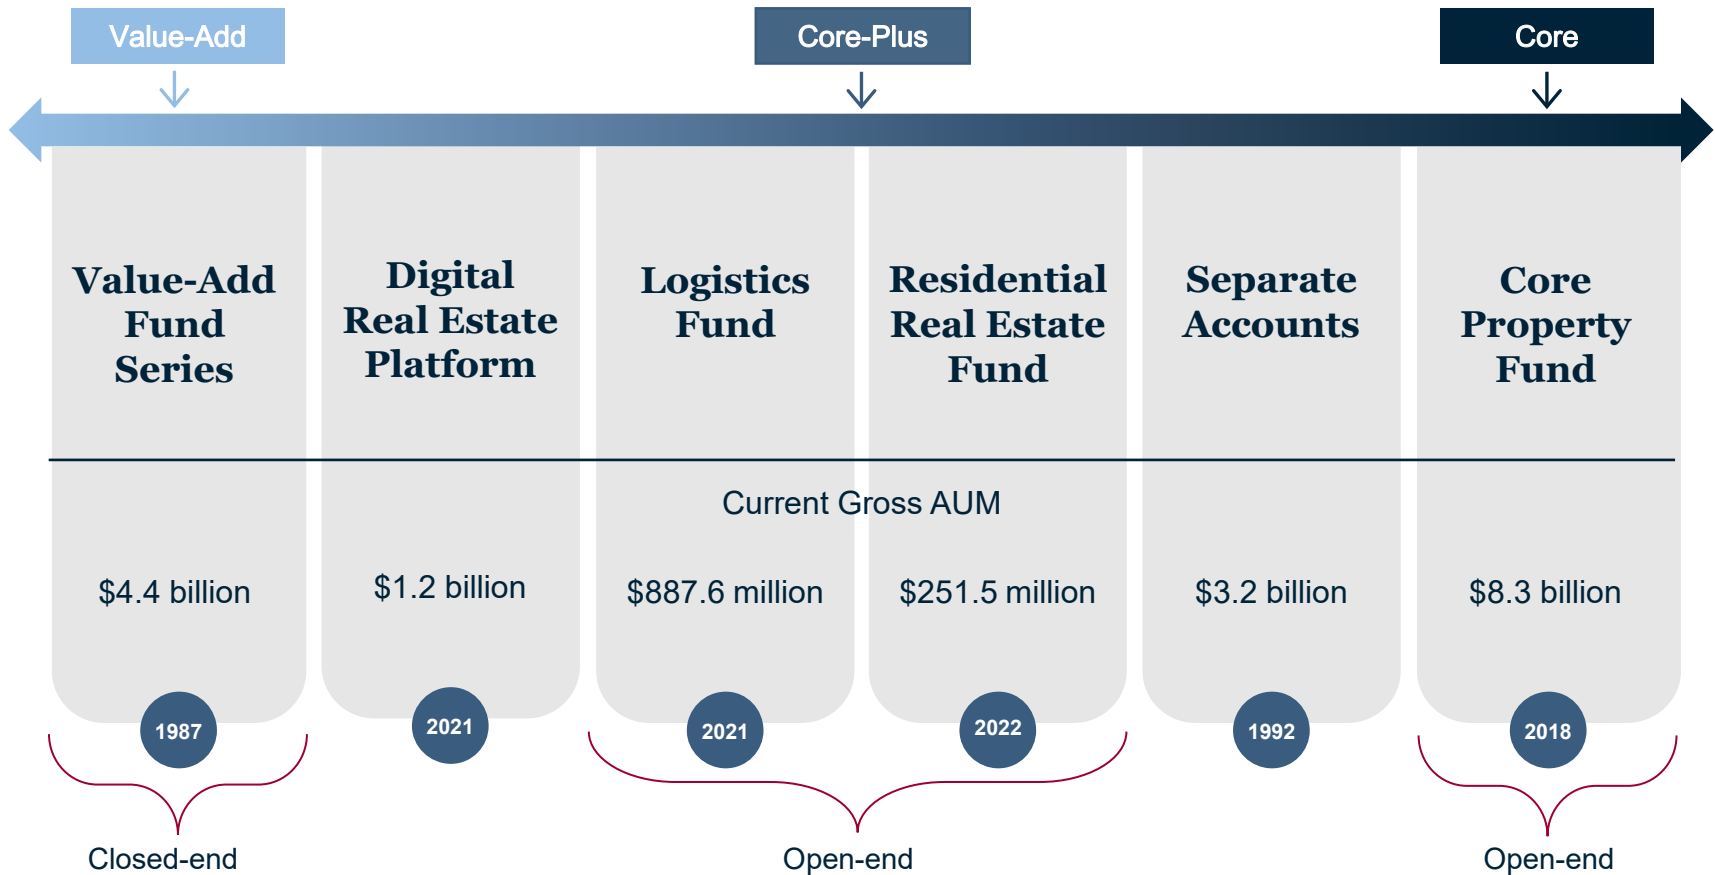 Value-Add
Core-Plus
Core
Value-Add
Fund
Series
Digital
Real Estate
Platform
Logistics
Fund
Residential
Real Estate
Fund
Separate
Accounts
Core
Property
Fund
Current Gross AUM
$4.4 billion
$1.2 billion
$887.6 million
$251.5 million
$3.2 billion
$8.3 billion
1987
2021
2021
2022
1992
2018
Closed-end
Open-end
Open-end